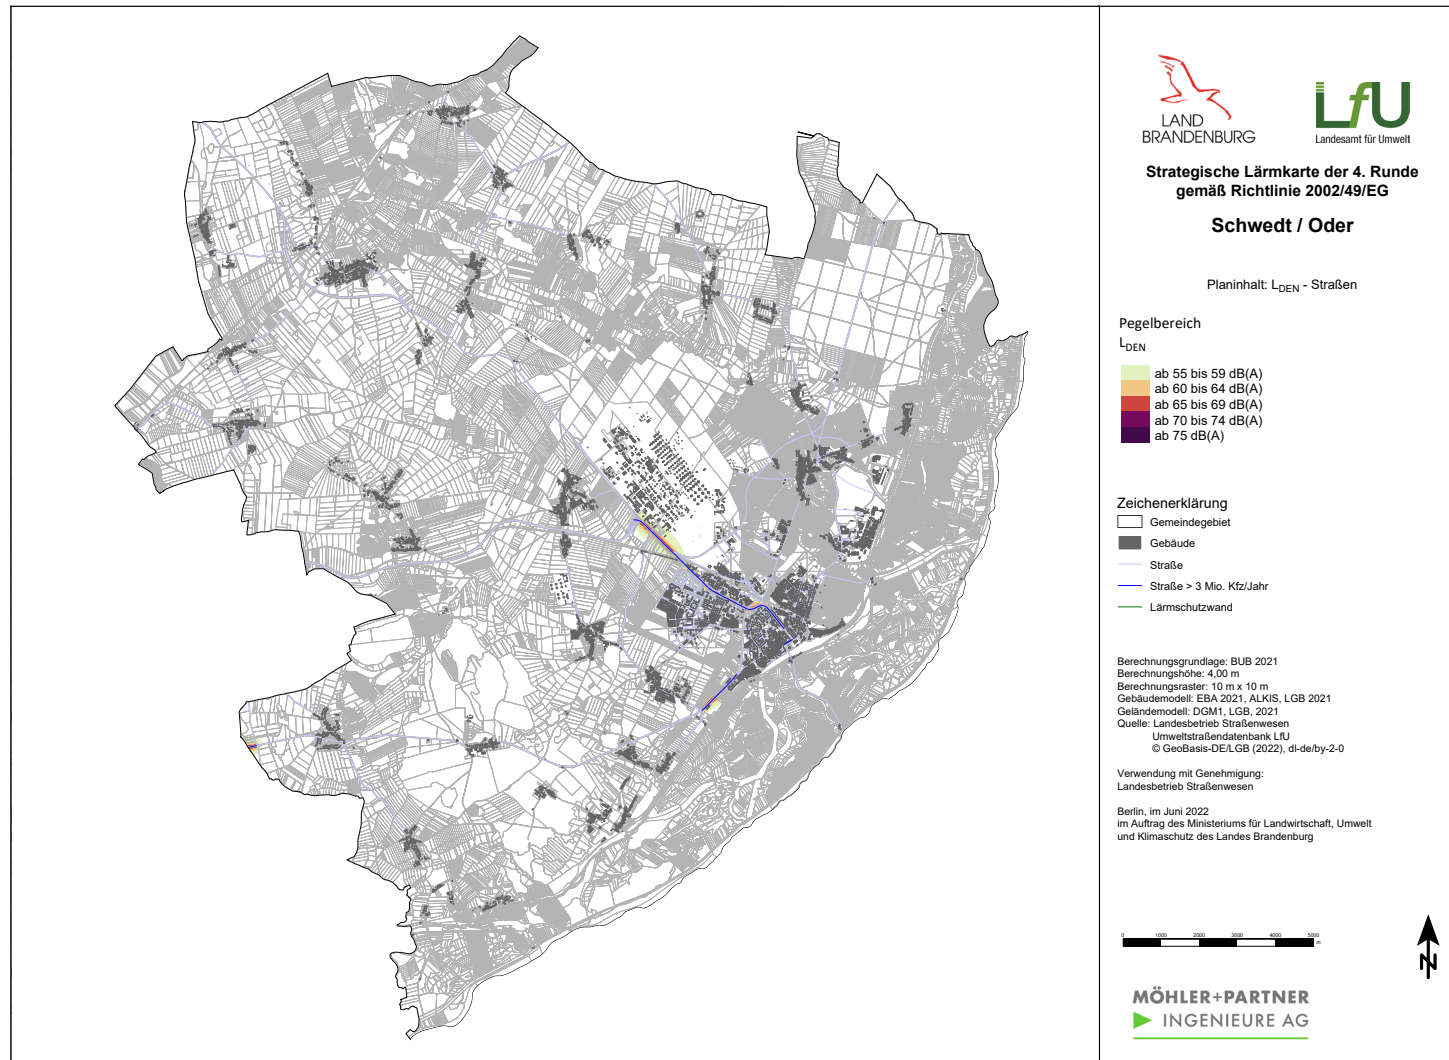 LAND
BRANDENBURG
LfU
Landesamt für Umwelt
Strategische Lärmkarte der 4. Runde
gemäß Richtlinie 2002/49/EG
Schwedt / Oder
Planinhalt: LDEN - Straßen
Pegelbereich
LDEN
ab 55 bis 59 dB(A)
ab 60 bis 64 dB(A)
ab 65 bis 69 dB(A)
ab 70 bis 74 dB(A)
ab 75 dB(A)
Zeichenerklärung
Gemeindegebiet
Gebäude
Straße
Straße > 3 Mio. Kfz/Jahr
Lärmschutzwand
Berechnungsgrundlage: BUB 2021
Berechnungshöhe: 4,00 m
Berechnungsraster: 10 m x 10 m
Gebäudemodell: EBA 2021, ALKIS, LGB 2021
Geländemodell: DGM1, LGB, 2021
Quelle: Landesbetrieb Straßenwesen
Umweltstraßendatenbank LfU
© GeoBasis-DE/LGB (2022), dl-de/by-2-0
Verwendung mit Genehmigung:
Landesbetrieb Straßenwesen
Berlin, im Juni 2022
im Auftrag des Ministeriums für Landwirtschaft, Umwelt
und Klimaschutz des Landes Brandenburg
0 1000 2000 3000 4000 5000
m
N
MÖHLER+PARTNER
INGENIEURE AG